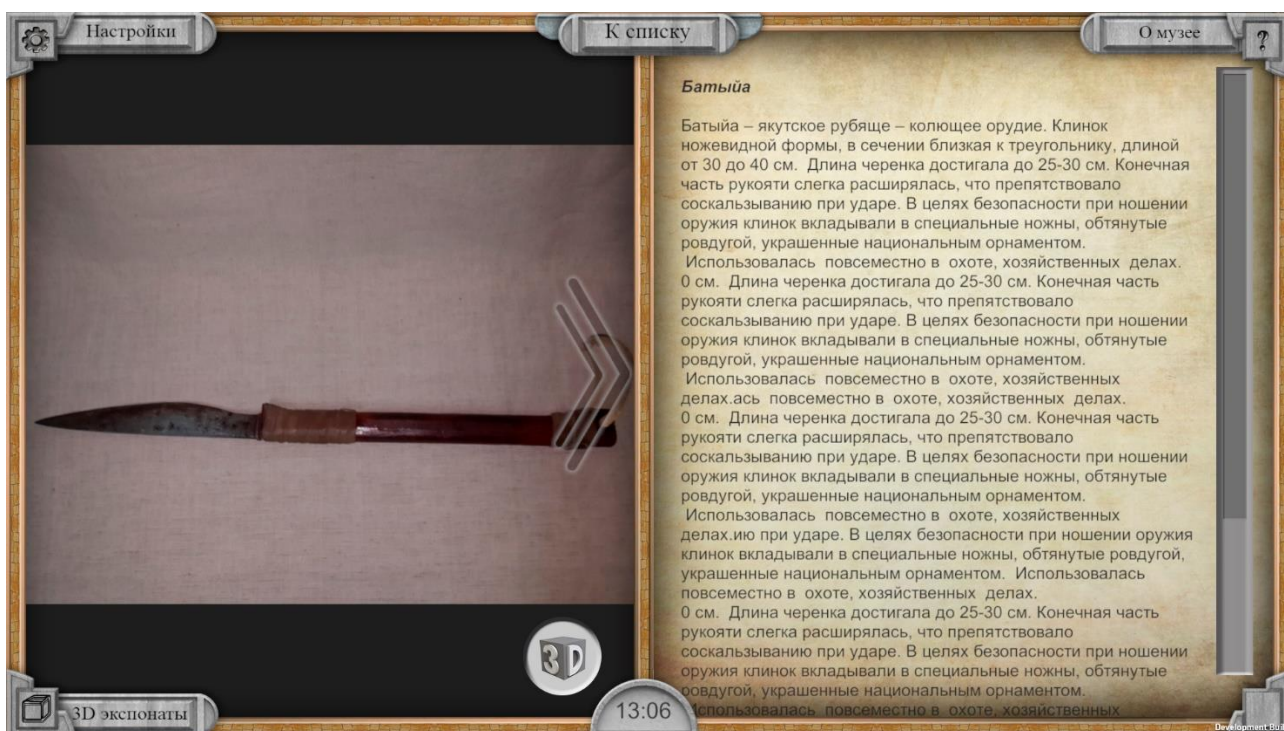 Настройки
К списку
О музее
?
Батыйа
Батыйа – якутское рубяще – колющее орудие. Клинок
ножевидной формы, в сечении близкая к треугольнику, длиной
от 30 до 40 см.  Длина черенка достигала до 25-30 см. Конечная
часть рукояти слегка расширялась, что препятствовало
соскальзыванию при ударе. В целях безопасности при ношении
оружия клинок вкладывали в специальные ножны, обтянутые
ровдугой, украшенные национальным орнаментом.
Использовалась  повсеместно в  охоте, хозяйственных  делах.
0 см.  Длина черенка достигала до 25-30 см. Конечная часть
рукояти слегка расширялась, что препятствовало
соскальзыванию при ударе. В целях безопасности при ношении
оружия клинок вкладывали в специальные ножны, обтянутые
ровдугой, украшенные национальным орнаментом.
Использовалась  повсеместно в  охоте, хозяйственных
делах.ась  повсеместно в  охоте, хозяйственных  делах.
0 см.  Длина черенка достигала до 25-30 см. Конечная часть
рукояти слегка расширялась, что препятствовало
соскальзыванию при ударе. В целях безопасности при ношении
оружия клинок вкладывали в специальные ножны, обтянутые
ровдугой, украшенные национальным орнаментом.
Использовалась  повсеместно в  охоте, хозяйственных
делах.ию при ударе. В целях безопасности при ношении оружия
клинок вкладывали в специальные ножны, обтянутые ровдугой,
украшенные национальным орнаментом.  Использовалась
повсеместно в  охоте, хозяйственных  делах.
0 см.  Длина черенка достигала до 25-30 см. Конечная часть
рукояти слегка расширялась, что препятствовало
соскальзыванию при ударе. В целях безопасности при ношении
оружия клинок вкладывали в специальные ножны, обтянутые
ровдугой, украшенные национальным орнаментом.
Использовалась  повсеместно в  охоте, хозяйственных
3D
3D экспонаты
13:06
Development Buil